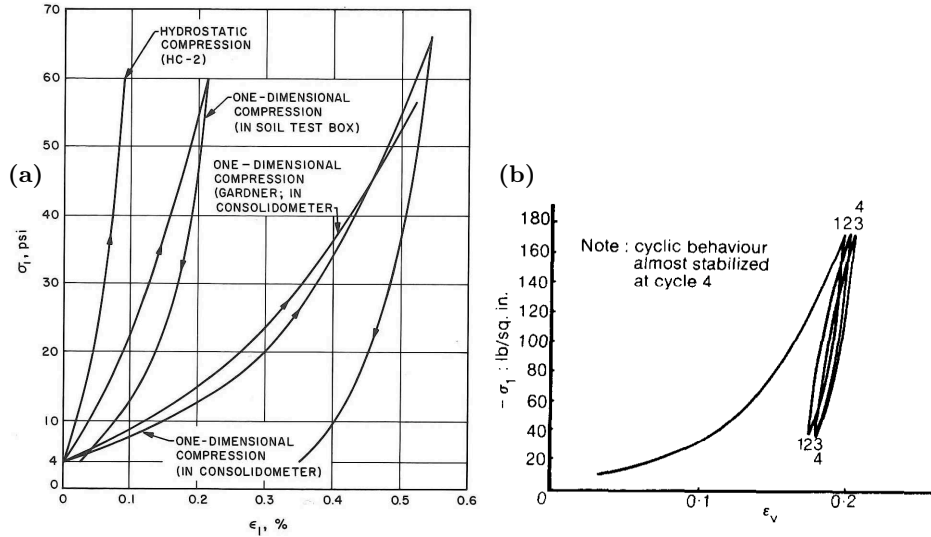 (a)
70
60
50
40
30
20
10
4
0
σ₁, psi
HYDROSTATIC
COMPRESSION
(HC-2)
ONE-DIMENSIONAL
COMPRESSION
(IN SOIL TEST BOX)
ONE-DIMENSIONAL
COMPRESSION
(GARDNER; IN
CONSOLIDOMETER)
ONE-DIMENSIONAL
COMPRESSION
(IN CONSOLIDOMETER)
0 0.1 0.2 0.3 0.4 0.5 0.6
ϵ₁, %
(b)
180
160
140
120
100
80
60
40
20
0
- σ₁ : lb/sq. in.
Note : cyclic behaviour
almost stabilized
at cycle 4
4
123
123
4
0·1 0·2
εᵥ